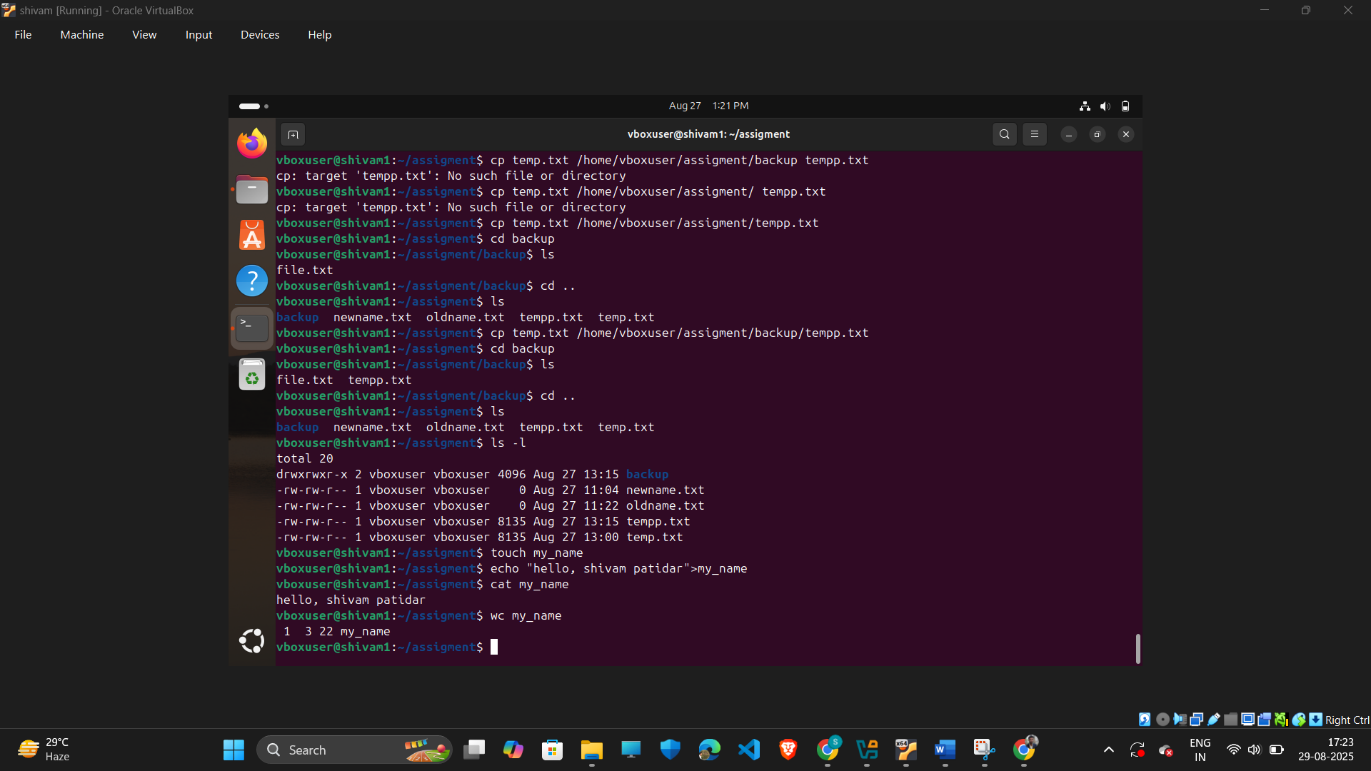 shivam [Running] - Oracle VirtualBox
File Machine View Input Devices Help
Aug 27 1:21 PM
vboxuser@shivam1: ~/assigment
vboxuser@shivam1:~/assigment$ cp temp.txt /home/vboxuser/assigment/backup tempp.txt
cp: target 'tempp.txt': No such file or directory
vboxuser@shivam1:~/assigment$ cp temp.txt /home/vboxuser/assigment/ tempp.txt
cp: target 'tempp.txt': No such file or directory
vboxuser@shivam1:~/assigment$ cp temp.txt /home/vboxuser/assigment/tempp.txt
vboxuser@shivam1:~/assigment$ cd backup
vboxuser@shivam1:~/assigment/backup$ ls
file.txt
vboxuser@shivam1:~/assigment/backup$ cd ..
vboxuser@shivam1:~/assigment$ ls
backup  newname.txt  oldname.txt  tempp.txt  temp.txt
vboxuser@shivam1:~/assigment$ cp temp.txt /home/vboxuser/assigment/backup/tempp.txt
vboxuser@shivam1:~/assigment$ cd backup
vboxuser@shivam1:~/assigment/backup$ ls
file.txt  tempp.txt
vboxuser@shivam1:~/assigment/backup$ cd ..
vboxuser@shivam1:~/assigment$ ls
backup  newname.txt  oldname.txt  tempp.txt  temp.txt
vboxuser@shivam1:~/assigment$ ls -l
total 20
drwxrwxr-x 2 vboxuser vboxuser 4096 Aug 27 13:15 backup
-rw-rw-r-- 1 vboxuser vboxuser    0 Aug 27 11:04 newname.txt
-rw-rw-r-- 1 vboxuser vboxuser    0 Aug 27 11:22 oldname.txt
-rw-rw-r-- 1 vboxuser vboxuser 8135 Aug 27 13:15 tempp.txt
-rw-rw-r-- 1 vboxuser vboxuser 8135 Aug 27 13:00 temp.txt
vboxuser@shivam1:~/assigment$ touch my_name
vboxuser@shivam1:~/assigment$ echo "hello, shivam patidar">my_name
vboxuser@shivam1:~/assigment$ cat my_name
hello, shivam patidar
vboxuser@shivam1:~/assigment$ wc my_name
 1  3 22 my_name
vboxuser@shivam1:~/assigment$
Right Ctrl
29°C
Haze
Search
ENG
IN
17:23
29-08-2025